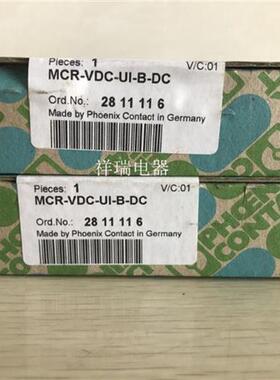 Pieces: 1 V/C:01
MCR-VDC-UI-B-DC
Ord.No.: 28 11 11 6
Made by Phoenix Contact in Germany
祥瑞电器
Pieces: 1 V/C:01
MCR-VDC-UI-B-DC
Ord.No.: 28 11 11 6
Made by Phoenix Contact in Germany
PHOENIX
CONTACT